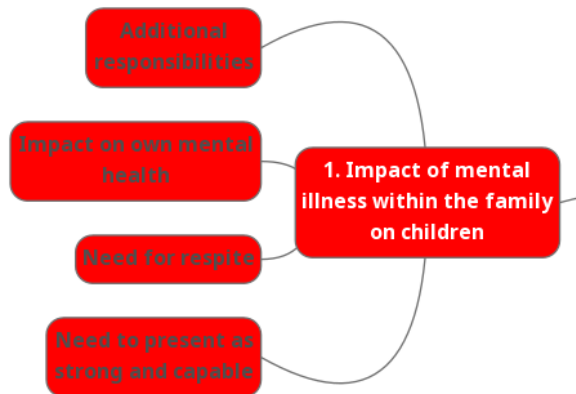 Additional
responsibilities
Impact on own mental
health
Need for respite
Need to present as
strong and capable
1. Impact of mental
illness within the family
on children